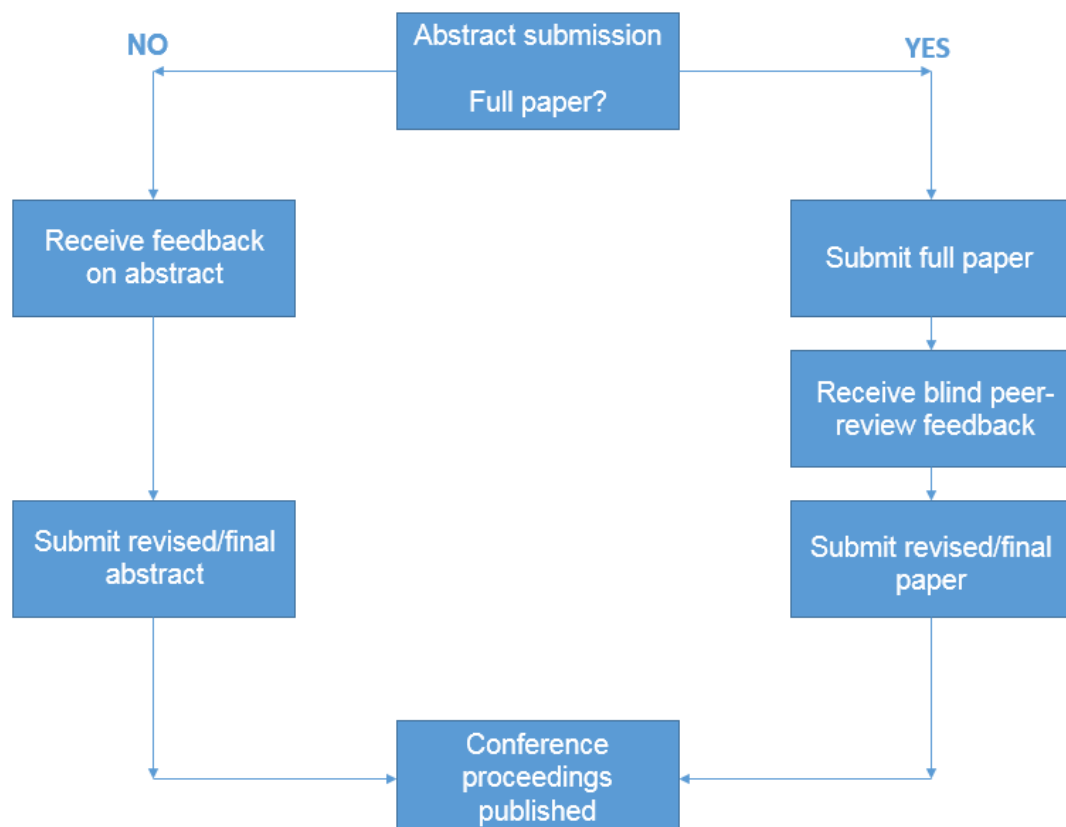 Abstract submission
Full paper?
NO
YES
Receive feedback
on abstract
Submit full paper
Receive blind peer-
review feedback
Submit revised/final
abstract
Submit revised/final
paper
Conference
proceedings
published